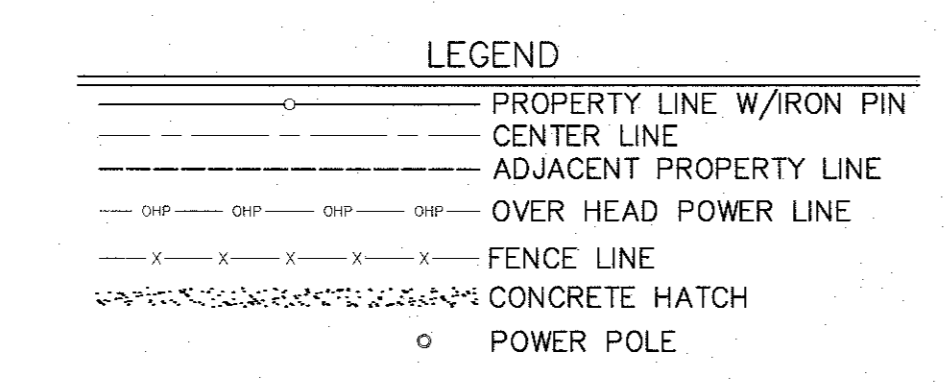 LEGEND
PROPERTY LINE W/IRON PIN
CENTER LINE
ADJACENT PROPERTY LINE
OHP OHP OHP OHP OVER HEAD POWER LINE
X X X X X FENCE LINE
CONCRETE HATCH
POWER POLE